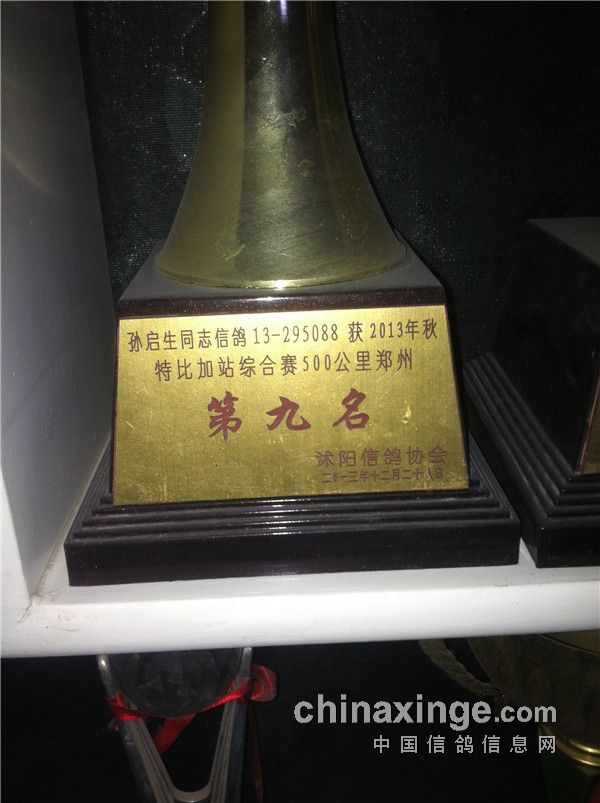 孙启生同志信鸽13-295088 获2013年秋
特比加站综合赛500公里郑州
第九名
沭阳信鸽协会
二0一三年十二月二十八日
chinaxinge.com
中国信鸽信息网